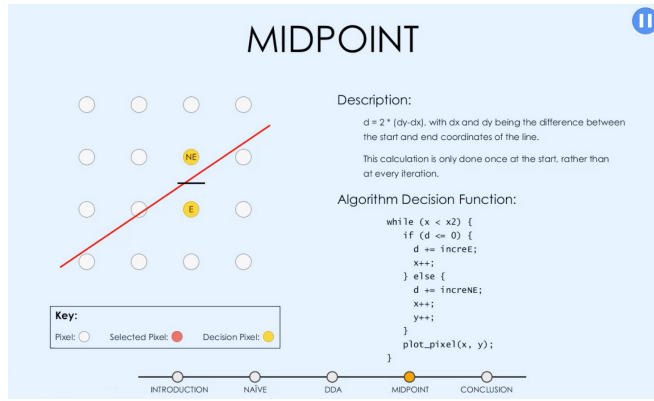 MIDPOINT
NE
E
Key:
Pixel:
Selected Pixel:
Decision Pixel:
Description:
d = 2 * (dy-dx), with dx and dy being the difference between
the start and end coordinates of the line.
This calculation is only done once at the start, rather than
at every iteration.
Algorithm Decision Function:
while (x < x2) {
if (d <= 0) {
d += increE;
x++;
} else {
d += increNE;
x++;
y++;
}
plot_pixel(x, y);
}
INTRODUCTION
NAÏVE
DDA
MIDPOINT
CONCLUSION